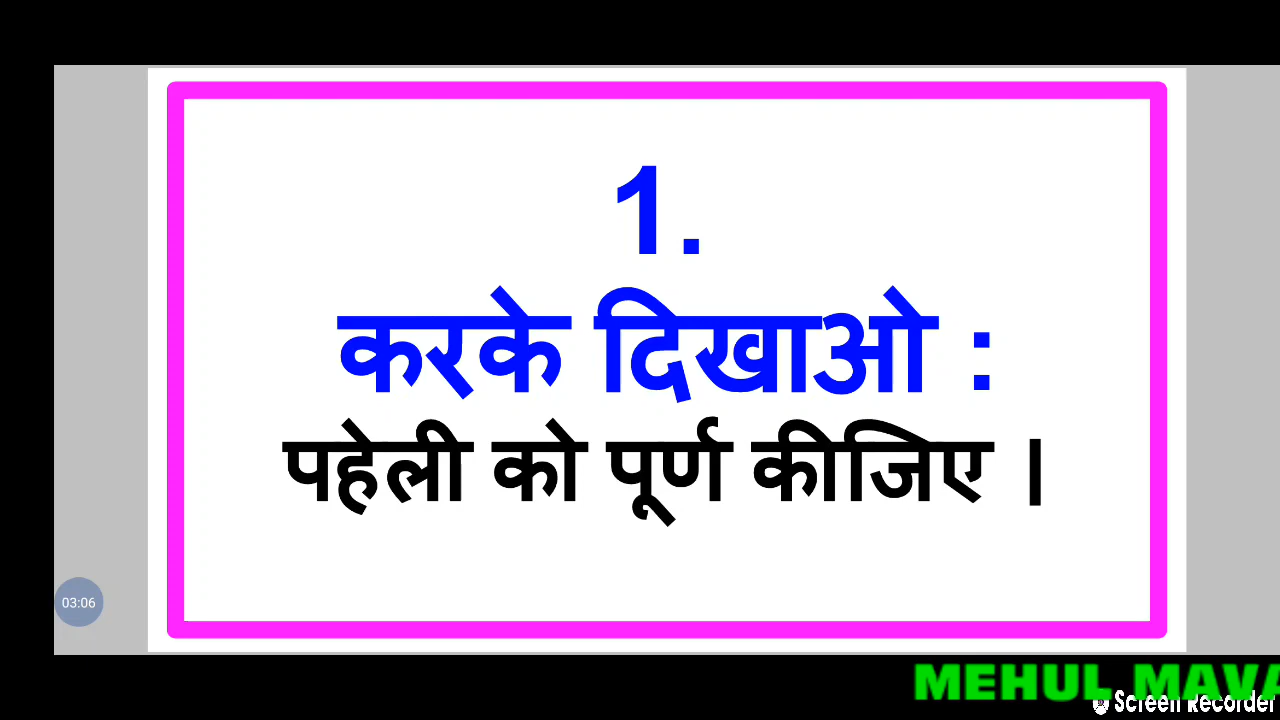 1.
करके दिखाओ :
पहेली को पूर्ण कीजिए ।
03:06
MEHUL MAVA
Screen Recorder